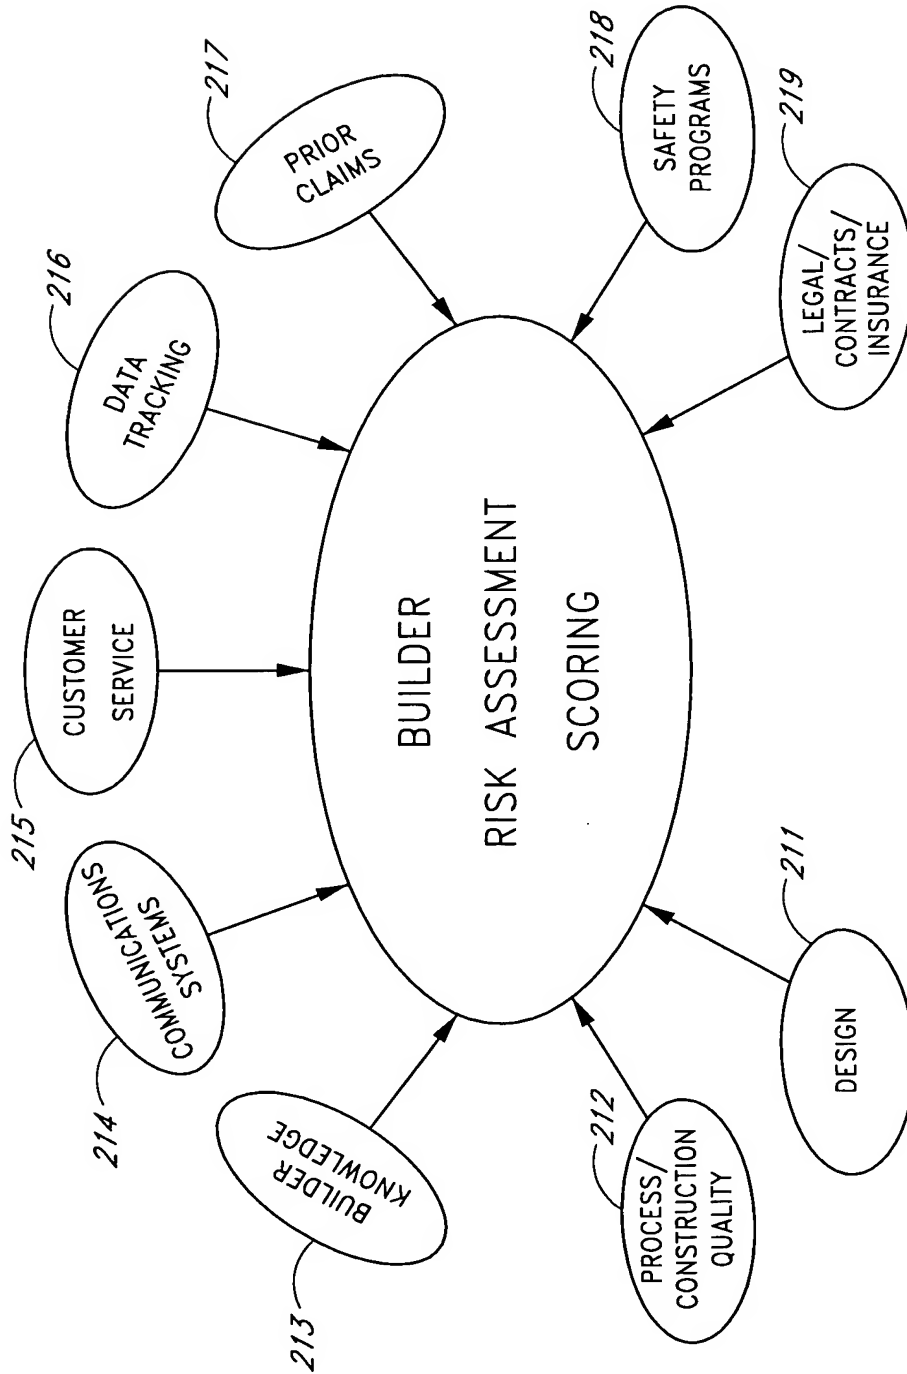 211
DESIGN
212
PROCESS/
CONSTRUCTION
QUALITY
213
BUILDER
KNOWLEDGE
214
COMMUNICATIONS
SYSTEMS
215
CUSTOMER
SERVICE
216
DATA
TRACKING
217
PRIOR
CLAIMS
218
SAFETY
PROGRAMS
219
LEGAL/
CONTRACTS/
INSURANCE
BUILDER
RISK ASSESSMENT
SCORING